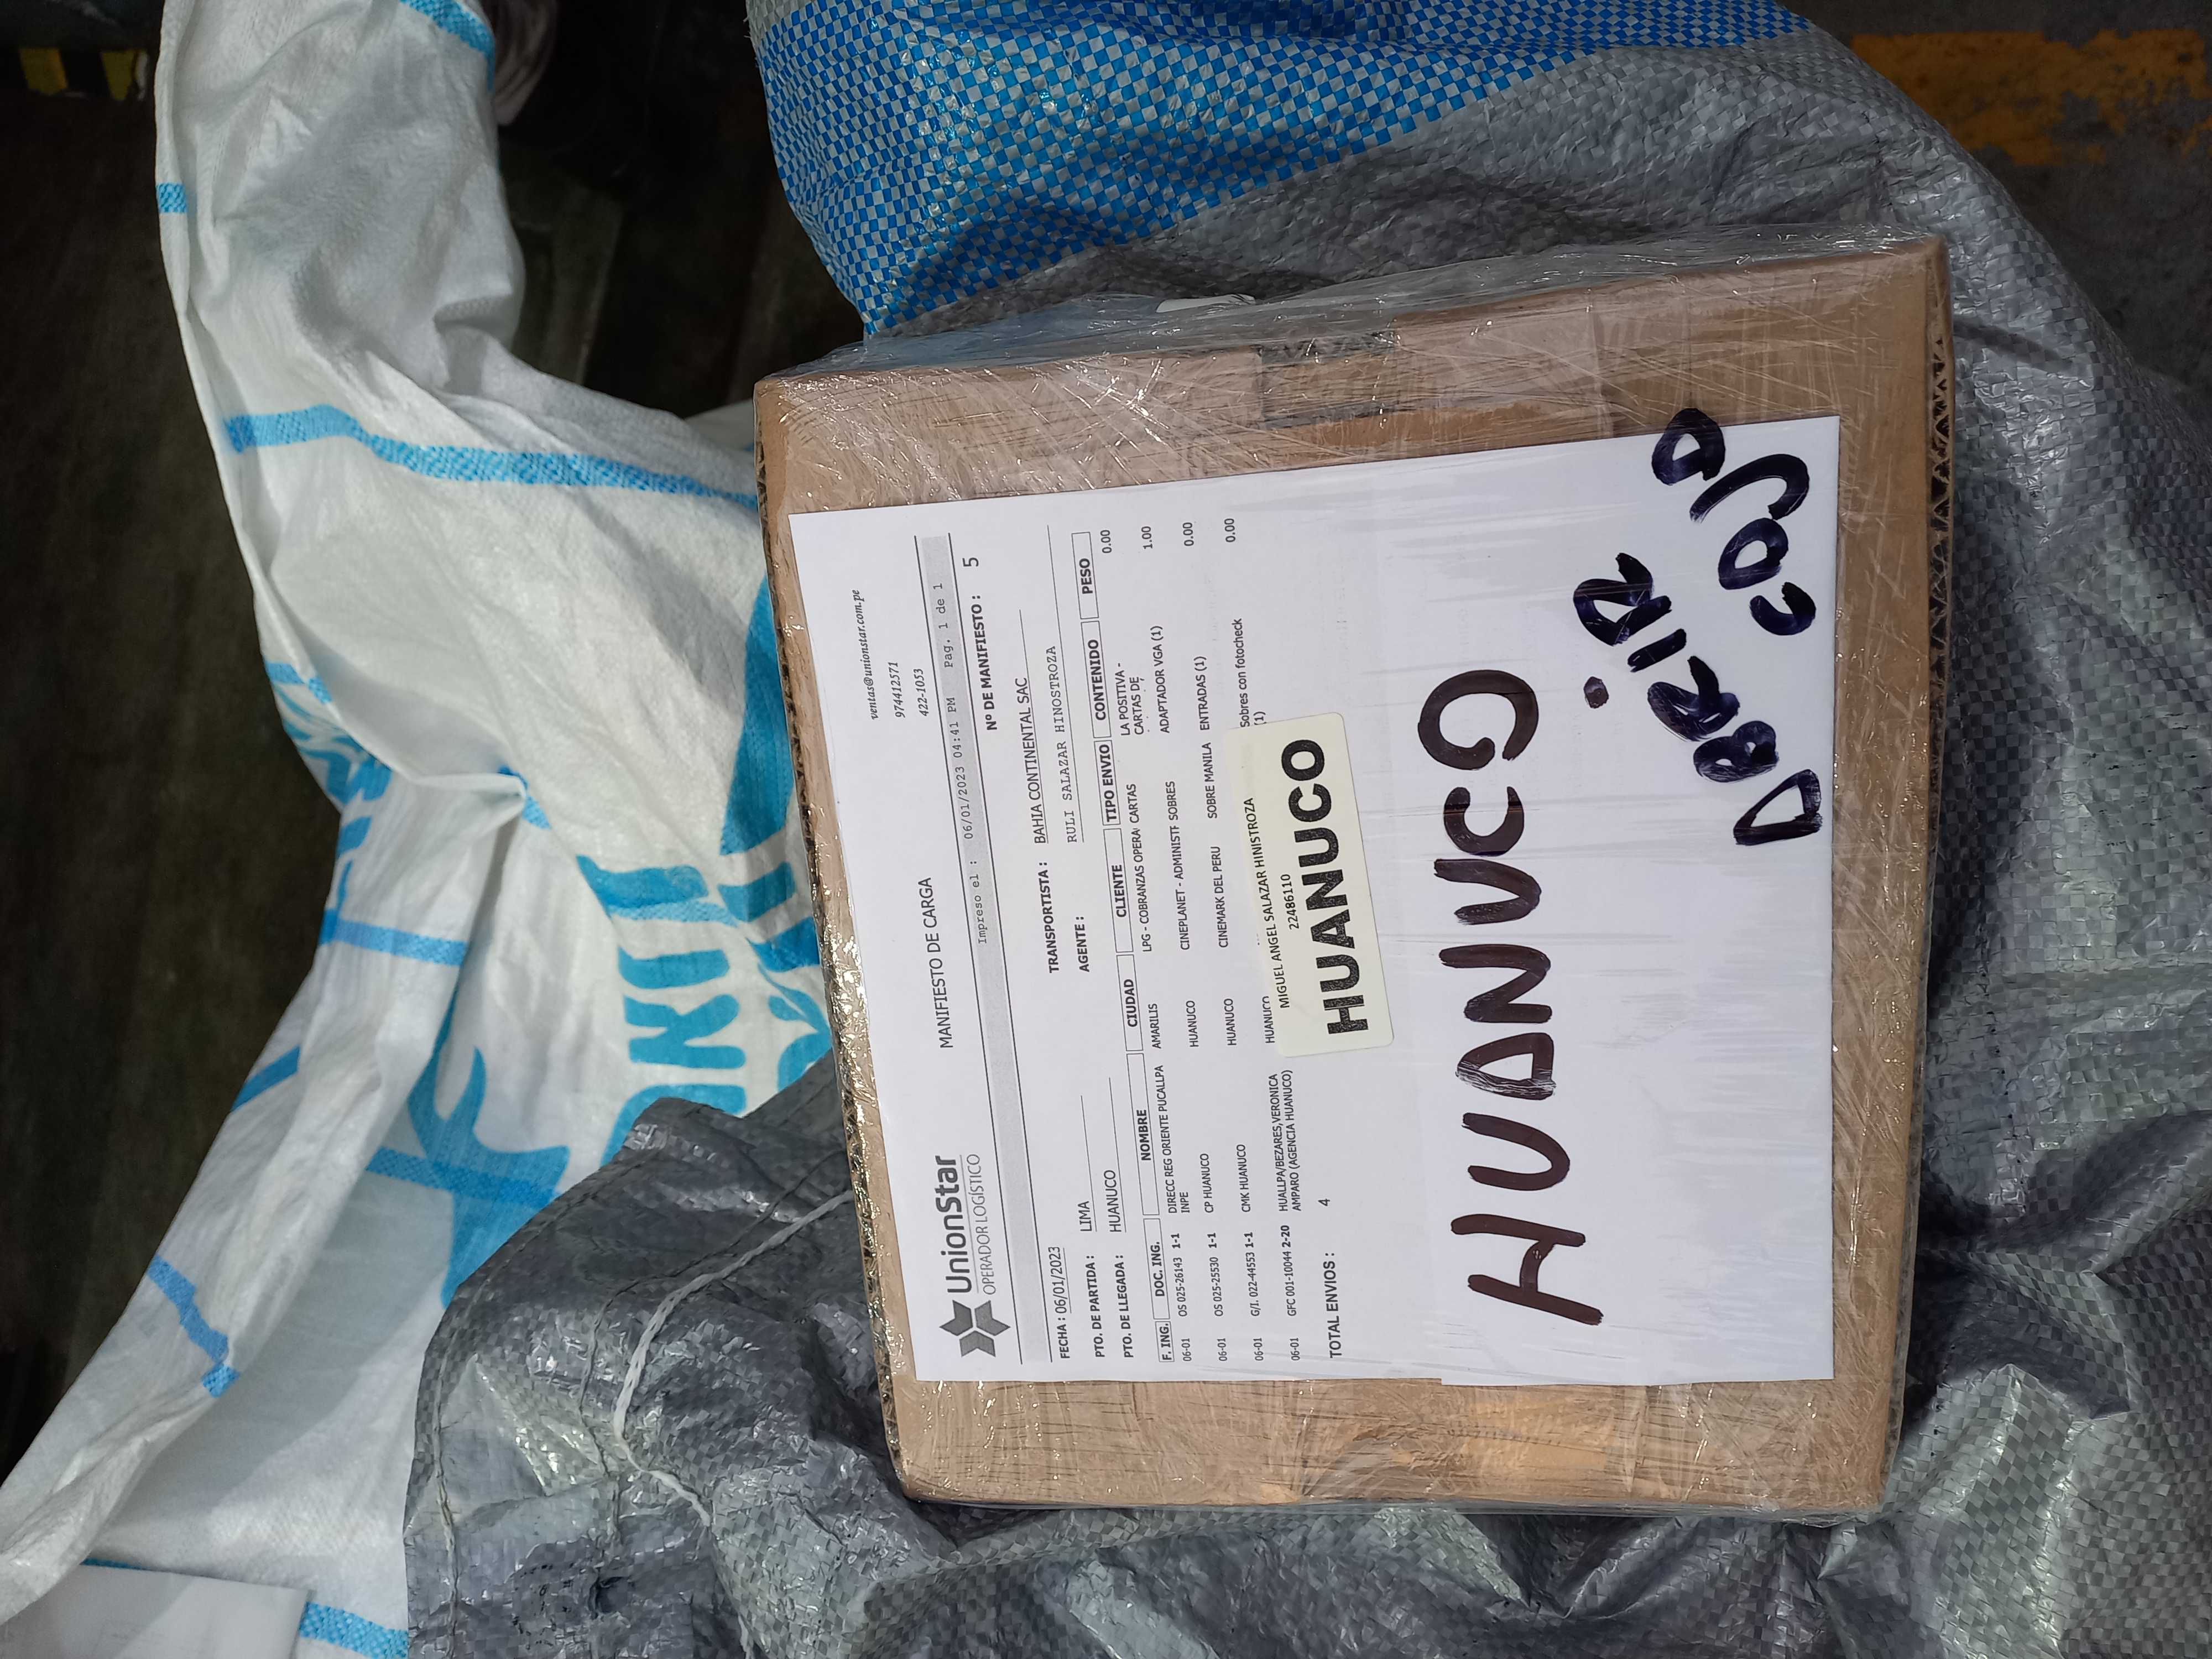 UnionStar
OPERADOR LOGÍSTICO
MANIFIESTO DE CARGA
ventas@unionstar.com.pe
974412571
422-1053
Impreso el : 06/01/2023 04:41 PM Pag. 1 de 1
FECHA : 06/01/2023
Nº DE MANIFIESTO : 5
PTO. DE PARTIDA : LIMA
TRANSPORTISTA : BAHIA CONTINENTAL SAC
PTO. DE LLEGADA : HUANUCO
AGENTE : RULI SALAZAR HINOSTROZA
F. ING. DOC. ING. NOMBRE CIUDAD CLIENTE TIPO ENVIO CONTENIDO PESO
06-01 OS 025-26143 1-1 DIRECC REG ORIENTE PUCALLPA AMARILIS LPG - COBRANZAS OPERA CARTAS LA POSITIVA - 0.00
INPE CARTAS DE
06-01 OS 025-25530 1-1 CP HUANUCO HUANUCO CINEPLANET - ADMINISTF SOBRES ADAPTADOR VGA (1) 1.00
06-01 G/I. 022-44553 1-1 CMK HUANUCO HUANUCO CINEMARK DEL PERU SOBRE MANILA ENTRADAS (1) 0.00
06-01 GFC 001-10044 2-20 HUALLPA/BEZARES,VERONICA HUANUCO Sobres con fotocheck 0.00
AMPARO (AGENCIA HUANUCO) (1)
TOTAL ENVIOS : 4
MIGUEL ANGEL SALAZAR HINISTROZA
22486110
HUANUCO
HUANUCO
ABRIR
CAJA